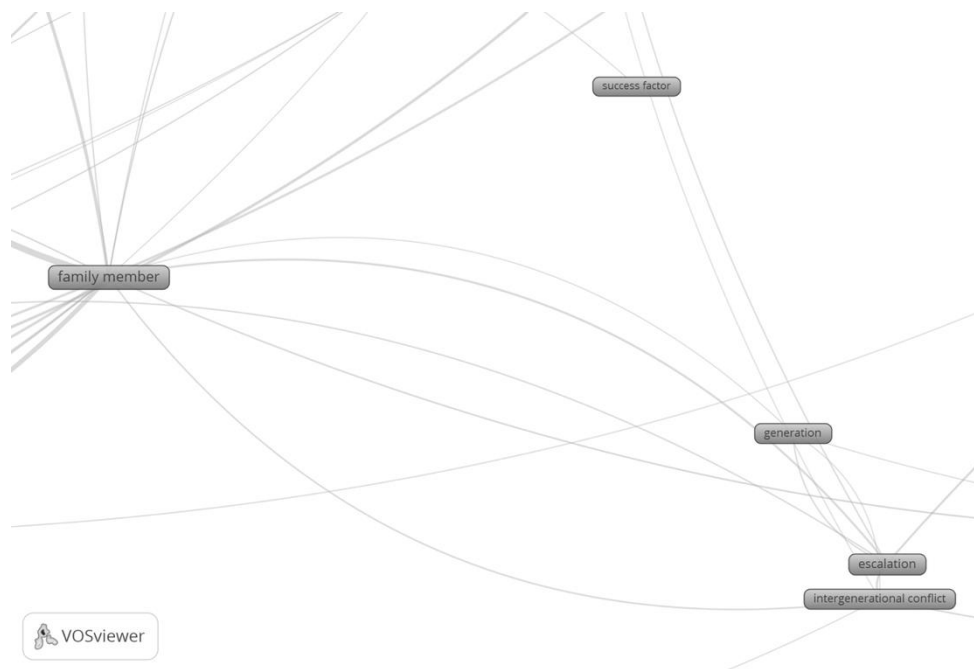 success factor
family member
generation
escalation
intergenerational conflict
VOSviewer